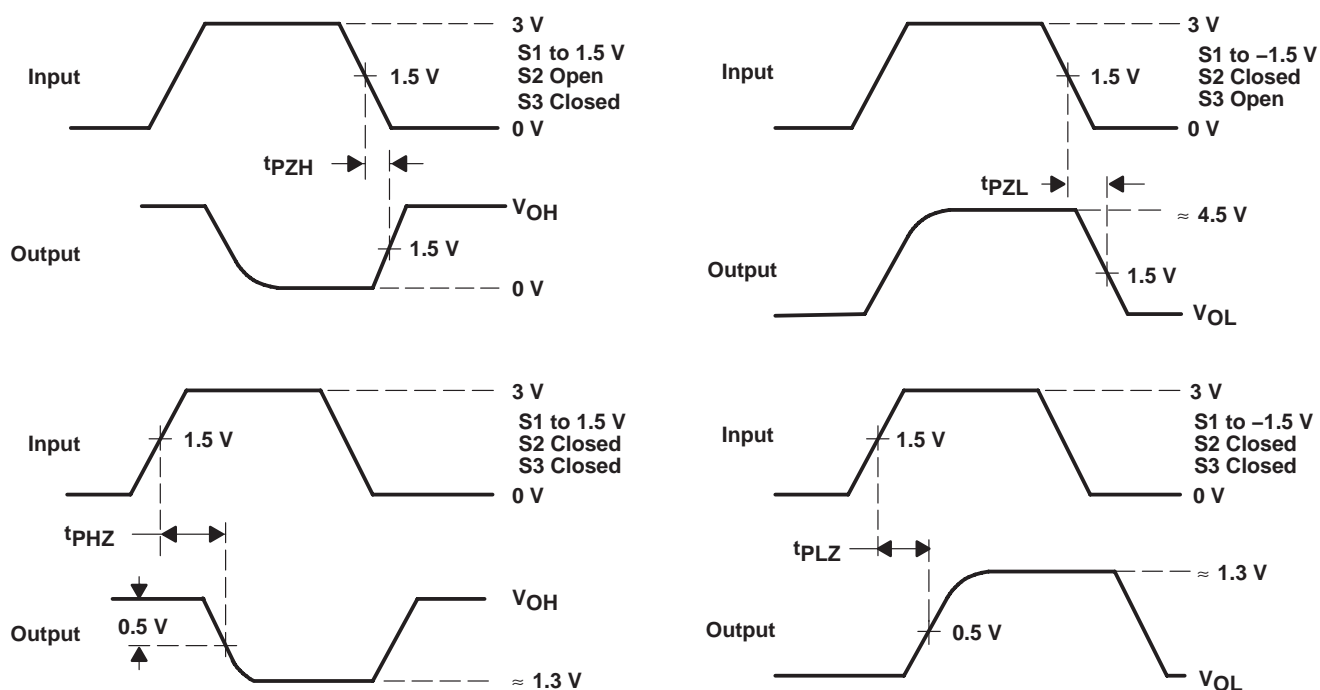 3 V
S1 to 1.5 V
S2 Open
S3 Closed
Input
1.5 V
0 V
tPZH
VOH
Output
1.5 V
0 V
3 V
S1 to −1.5 V
S2 Closed
S3 Open
Input
1.5 V
0 V
tPZL
≈ 4.5 V
Output
1.5 V
VOL
3 V
S1 to 1.5 V
S2 Closed
S3 Closed
Input
1.5 V
0 V
tPHZ
VOH
0.5 V
Output
≈ 1.3 V
3 V
S1 to −1.5 V
S2 Closed
S3 Closed
Input
1.5 V
0 V
tPLZ
≈ 1.3 V
Output
0.5 V
VOL